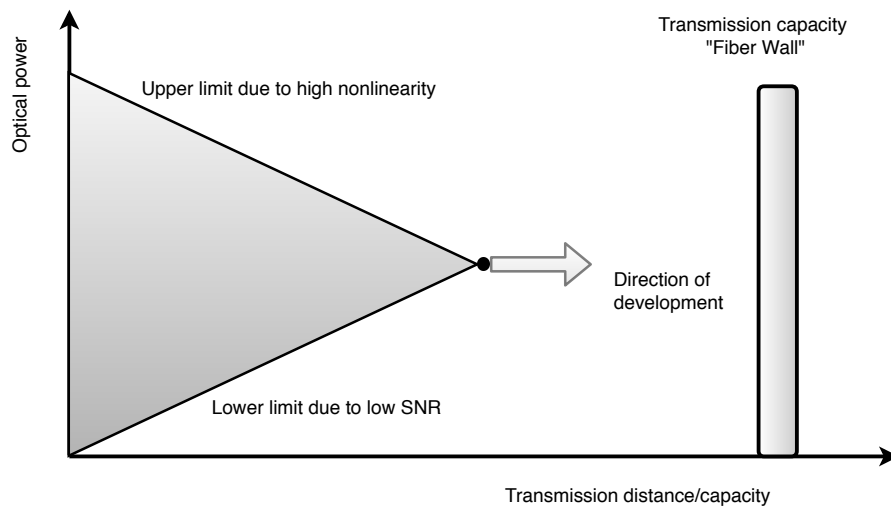 Transmission capacity
"Fiber Wall"
Optical power
Upper limit due to high nonlinearity
Direction of
development
Lower limit due to low SNR
Transmission distance/capacity